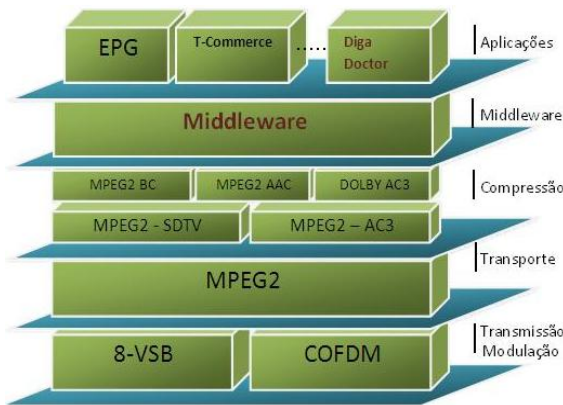 EPG
T-Commerce
.....
Diga
Doctor
Aplicações
Middleware
Middleware
MPEG2 BC
MPEG2 AAC
DOLBY AC3
Compressão
MPEG2 - SDTV
MPEG2 – AC3
Transporte
MPEG2
Transmissão
Modulação
8-VSB
COFDM